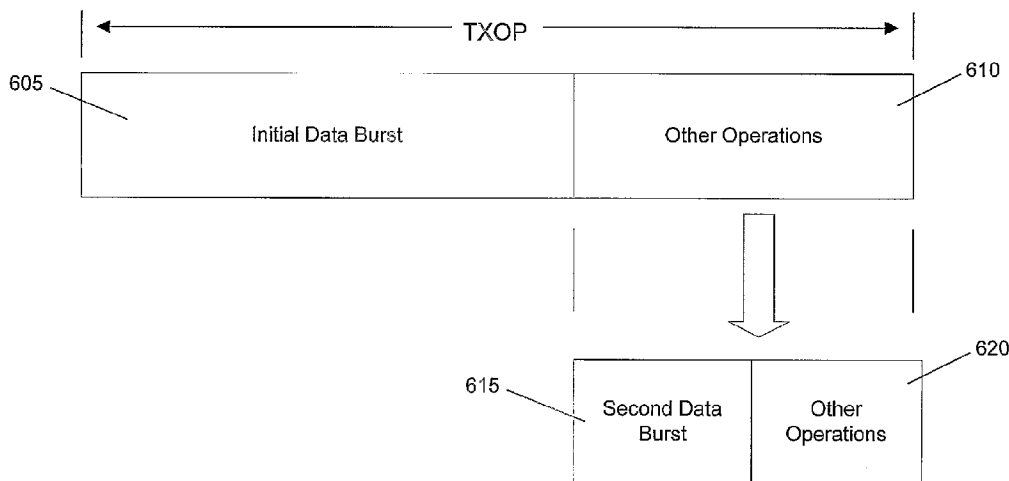 TXOP
605
610
Initial Data Burst
Other Operations
620
615
Second Data
Burst
Other
Operations